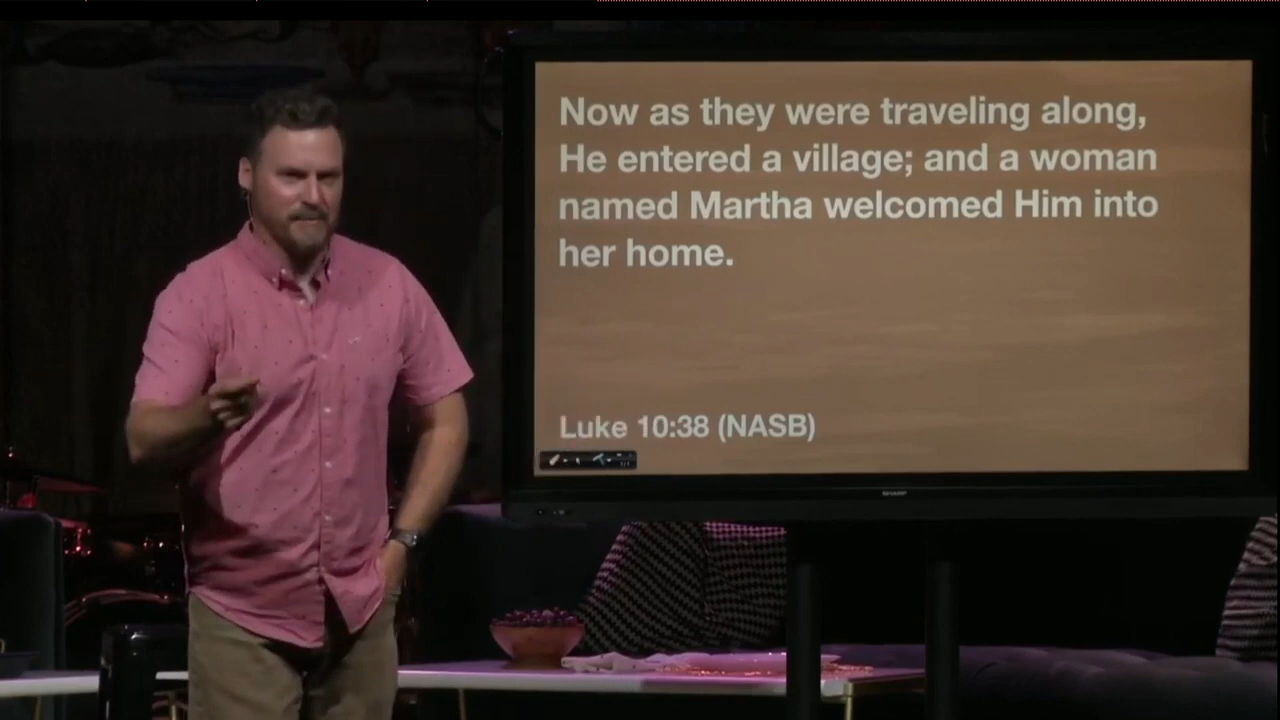 Now as they were traveling along,
He entered a village; and a woman
named Martha welcomed Him into
her home.
Luke 10:38 (NASB)
SHARP